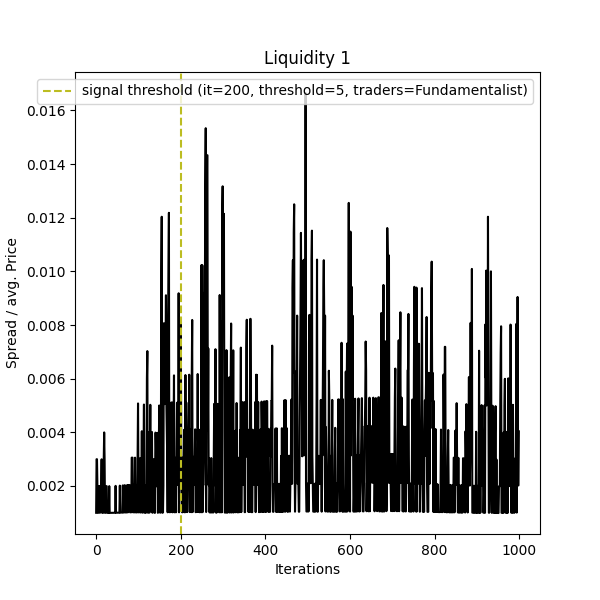 Liquidity 1
signal threshold (it=200, threshold=5, traders=Fundamentalist)
0.016
0.014
0.012
0.010
0.008
0.006
0.004
0.002
Spread / avg. Price
0 200 400 600 800 1000
Iterations